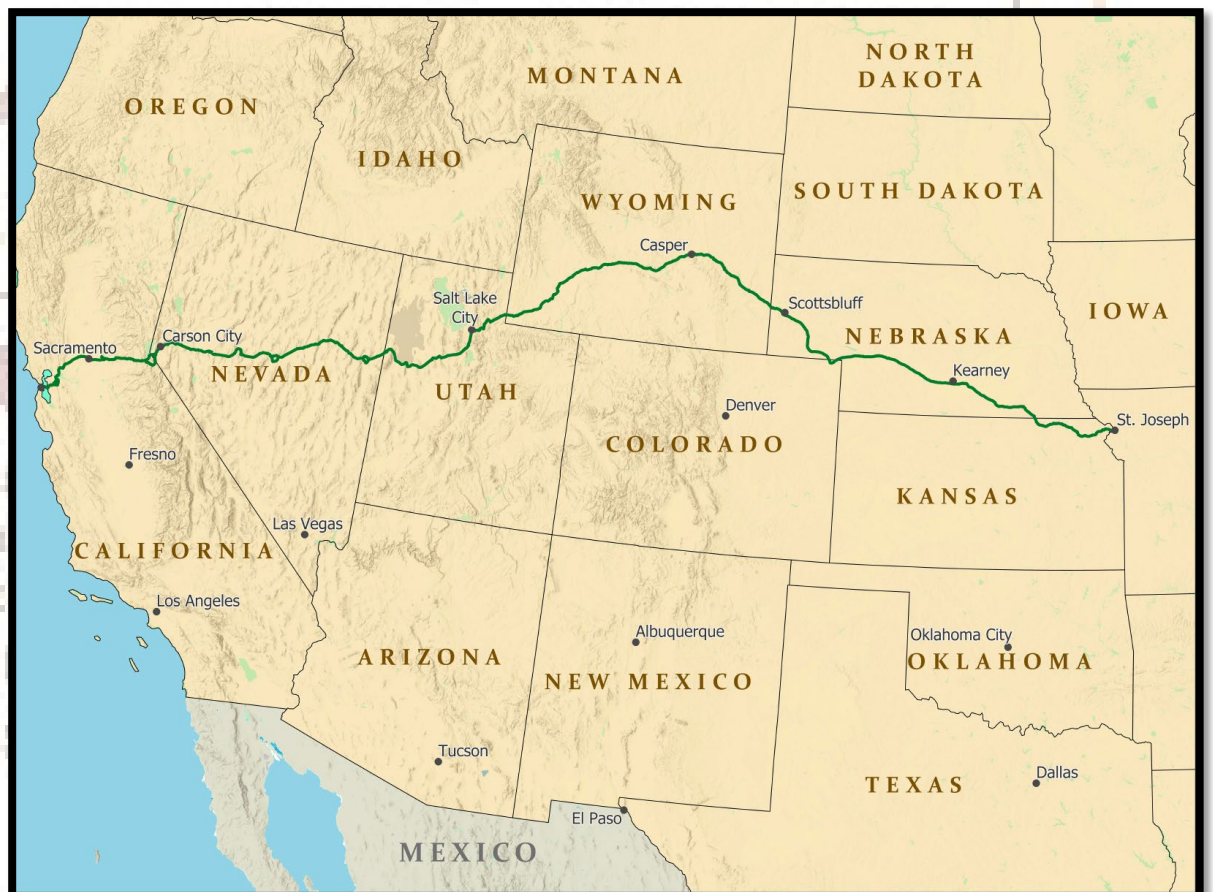 NORTH
DAKOTA
MONTANA
OREGON
IDAHO
SOUTH DAKOTA
WYOMING
Casper
Salt Lake
City
Scottsbluff
IOWA
Carson City
NEBRASKA
Sacramento
NEVADA
Kearney
UTAH
Denver
St. Joseph
COLORADO
Fresno
KANSAS
Las Vegas
CALIFORNIA
Los Angeles
Albuquerque
Oklahoma City
ARIZONA
OKLAHOMA
NEW MEXICO
Tucson
Dallas
TEXAS
El Paso
MEXICO